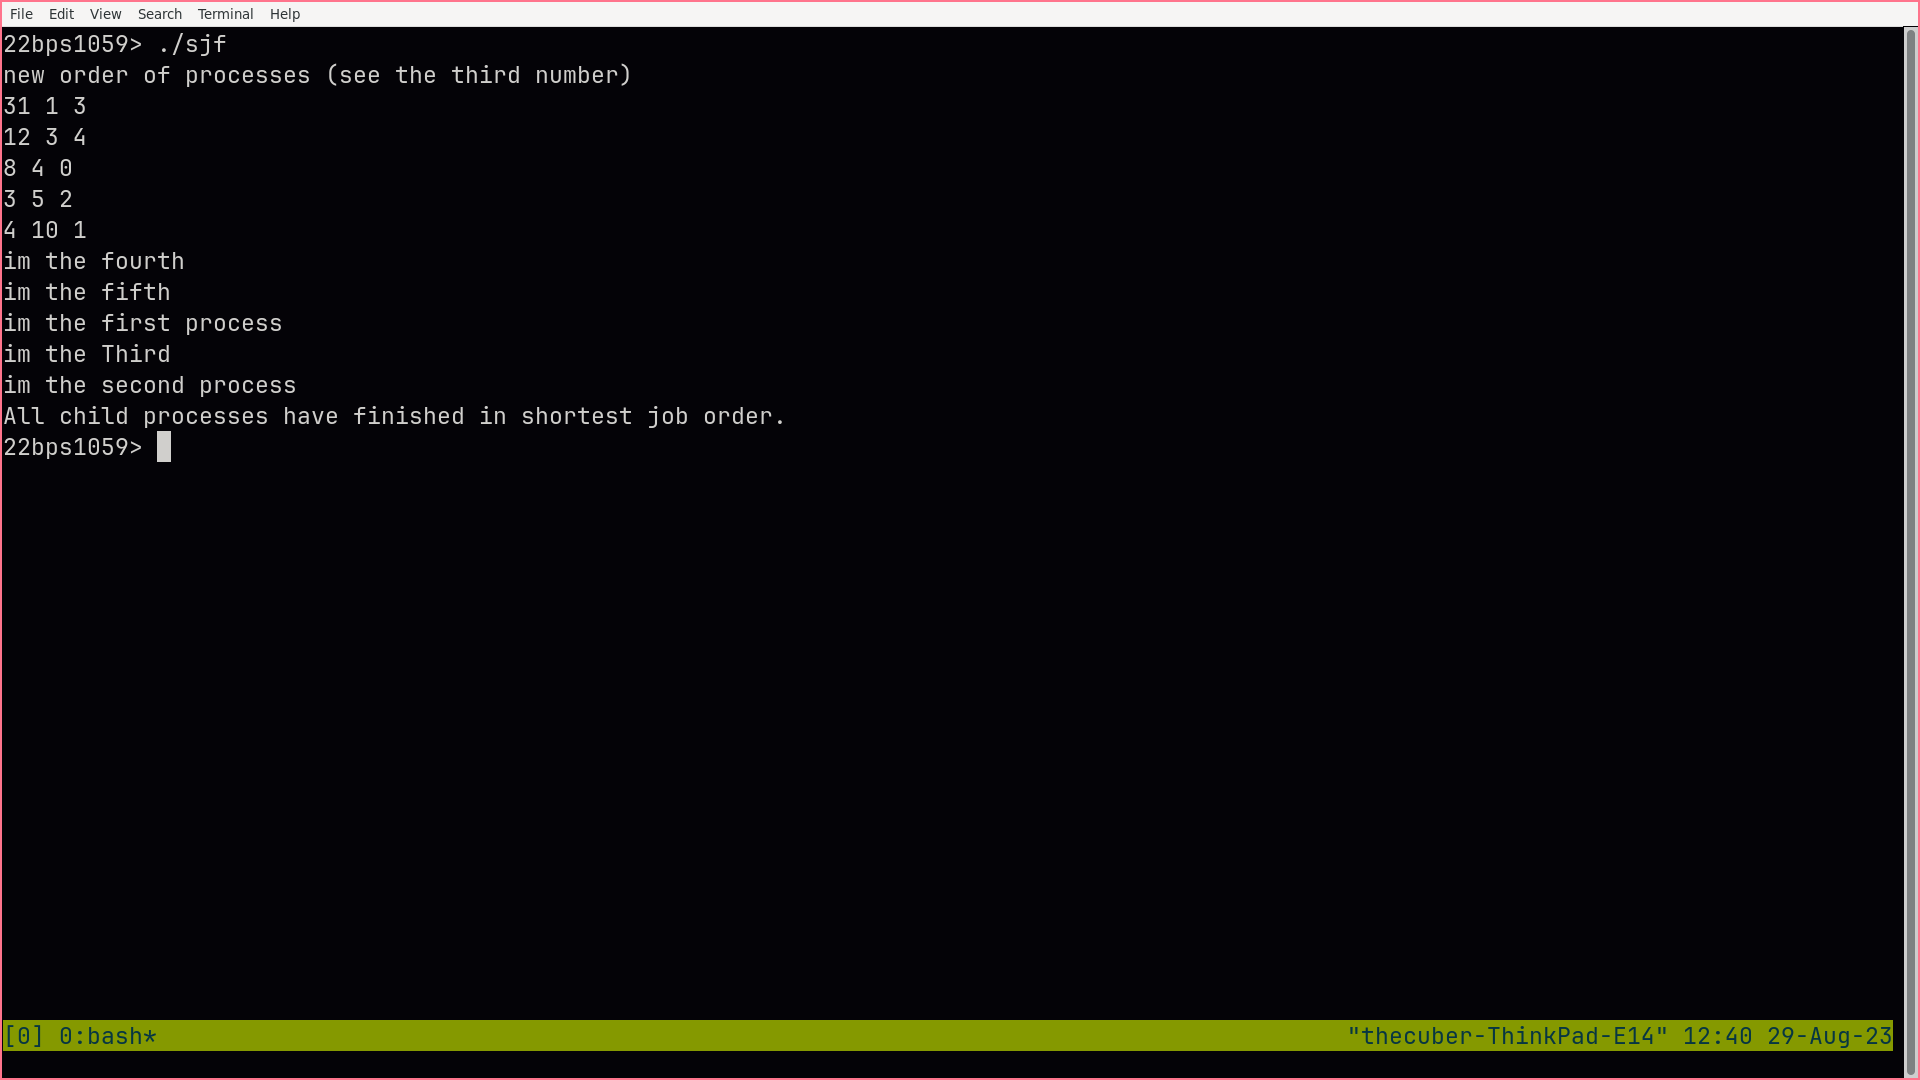 File Edit View Search Terminal Help
22bps1059> ./sjf
new order of processes (see the third number)
31 1 3
12 3 4
8 4 0
3 5 2
4 10 1
im the fourth
im the fifth
im the first process
im the Third
im the second process
All child processes have finished in shortest job order.
22bps1059>
[0] 0:bash* "thecuber-ThinkPad-E14" 12:40 29-Aug-23